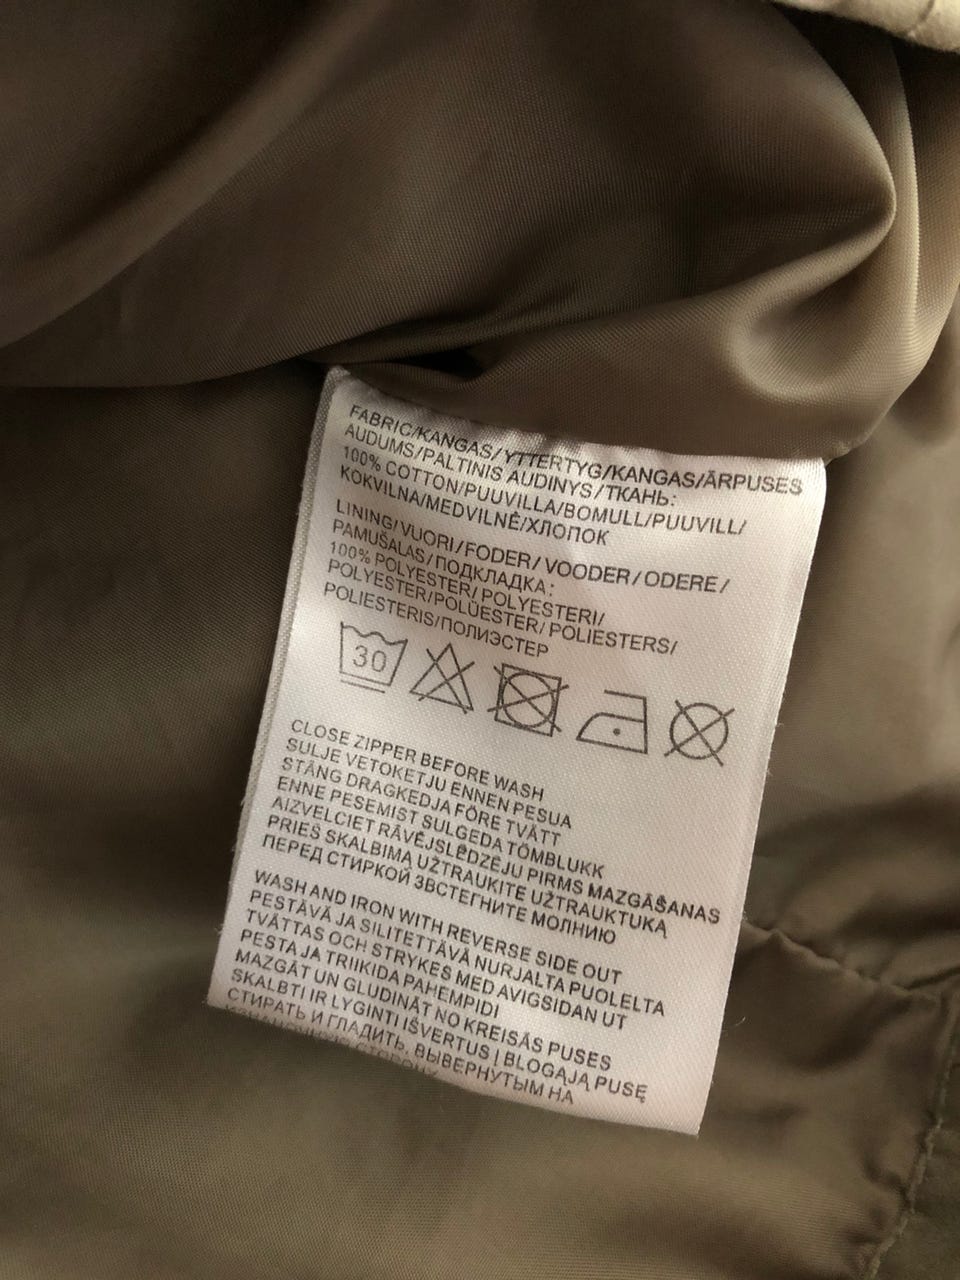 FABRIC/KANGAS/YTTERTYG/KANGAS/ĀRPUSES
AUDUMS/PALTINIS AUDINYS/ТКАНЬ:
100% COTTON/PUUVILLA/BOMULL/PUUVILL/
KOKVILNA/MEDVILNĖ/ХЛОПОК
LINING/VUORI/FODER/VOODER/ODERE/
PAMUŠALAS/ПОДКЛАДКА:
100% POLYESTER/POLYESTERI/
POLYESTER/POLÜESTER/POLIESTERS/
POLIESTERIS/ПОЛИЭСТЕР
30
CLOSE ZIPPER BEFORE WASH
SULJE VETOKETJU ENNEN PESUA
STÄNG DRAGKEDJA FÖRE TVÄTT
ENNE PESEMIST SULGEDA TÕMBLUKK
AIZVELCIET RĀVĒJSLĒDZĒJU PIRMS MAZGĀŠANAS
PRIEŠ SKALBIMĄ UŽTRAUKITE UŽTRAUKTUKĄ
ПЕРЕД СТИРКОЙ ЗВСТЕГНИТЕ МОЛНИЮ
WASH AND IRON WITH REVERSE SIDE OUT
PESTÄVÄ JA SILITETTÄVÄ NURJALTA PUOLELTA
TVÄTTAS OCH STRYKES MED AVIGSIDAN UT
PESTA JA TRIIKIDA PAHEMPIDI
MAZGĀT UN GLUDINĀT NO KREISĀS PUSES
SKALBTI IR LYGINTI IŠVERTUS Į BLOGĄJĄ PUSĘ
СТИРАТЬ И ГЛАДИТЬ, ВЫВЕРНУТЫМ НА